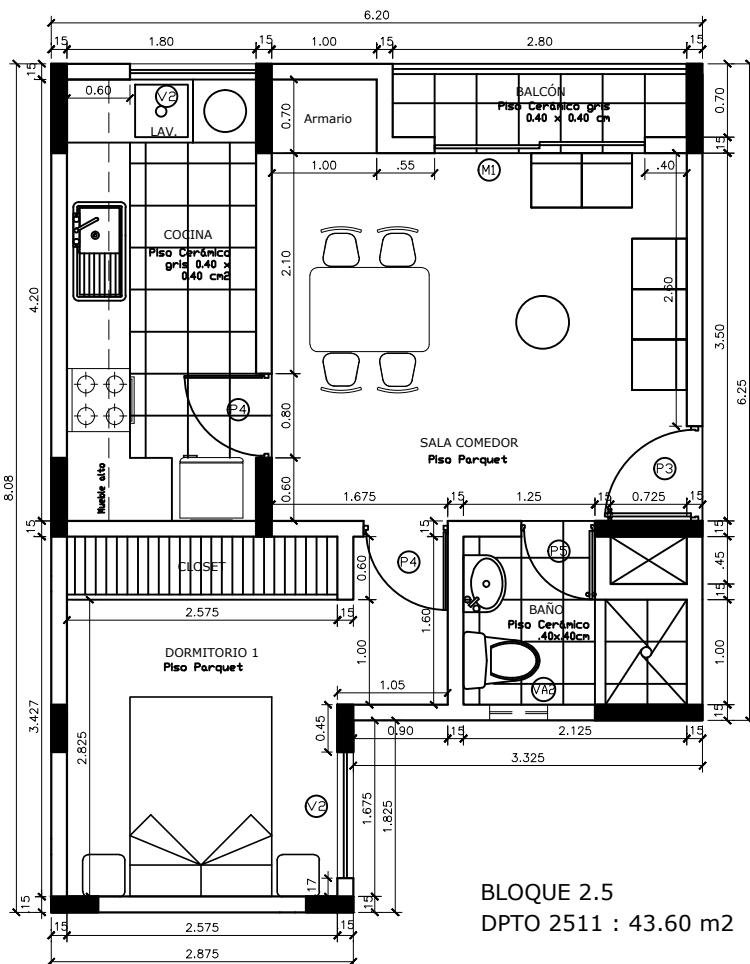 6.20
15
1.80
15
1.00
15
2.80
15
0.60
V2
LAV.
0.70
Armario
BALCÓN
Piso Cerámico gris
0.40 x 0.40 cm
0.70
15
15
1.00
.55
M1
.40
COCINA
Piso Cerámico
gris 0.40 x
0.40 cm2
2.10
2.60
4.20
3.50
6.25
8.08
P4
0.80
SALA COMEDOR
Piso Parquet
P3
Mueble alto
0.60
1.675
15
1.25
15
0.725
15
15
15
15
CLOSET
0.60
P4
P5
.45
15
2.575
15
1.60
BAÑO
Piso Cerámico
.40x.40cm
1.00
DORMITORIO 1
Piso Parquet
1.00
1.05
VA2
15
3.427
2.825
0.45
0.90
15
2.125
15
3.325
V2
1.675
1.825
17
15
15
15
2.575
15
2.875
BLOQUE 2.5
DPTO 2511 : 43.60 m2